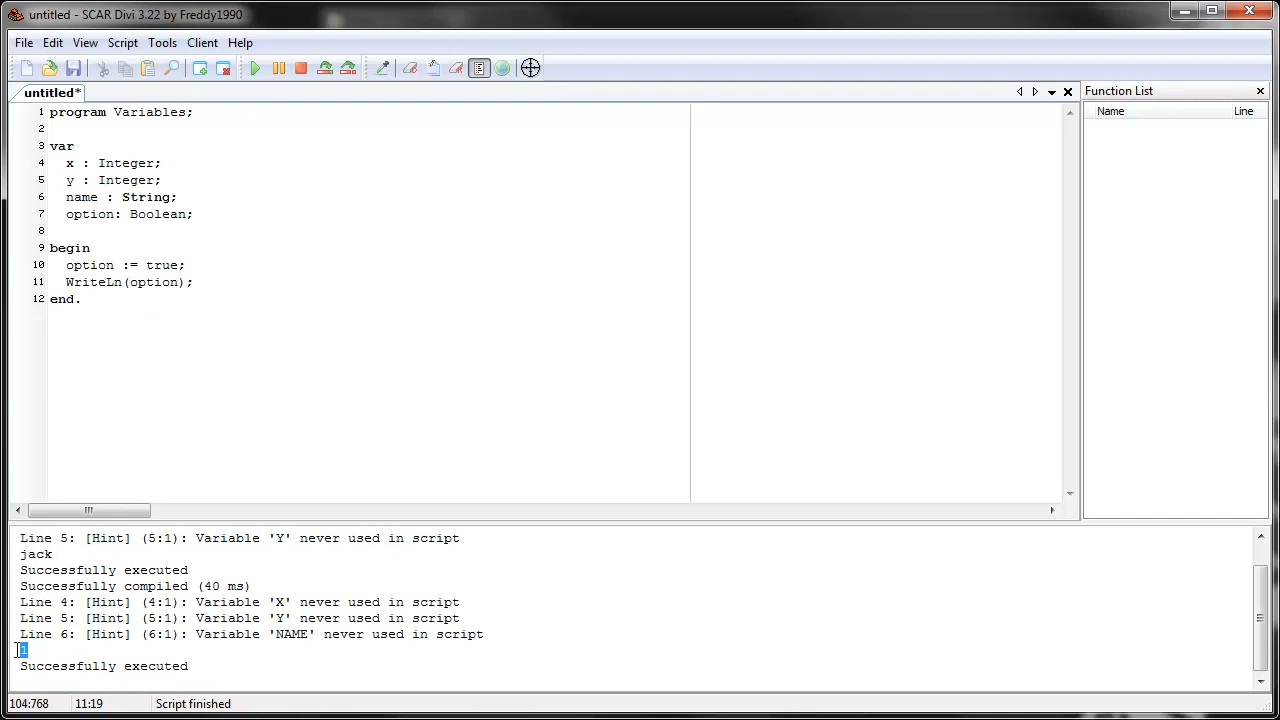 untitled - SCAR Divi 3.22 by Freddy1990
File Edit View Script Tools Client Help
untitled*
Function List
Name Line
1 program Variables;
2
3 var
4 x : Integer;
5 y : Integer;
6 name : String;
7 option: Boolean;
8
9 begin
10 option := true;
11 WriteLn(option);
12 end.
Line 5: [Hint] (5:1): Variable 'Y' never used in script
jack
Successfully executed
Successfully compiled (40 ms)
Line 4: [Hint] (4:1): Variable 'X' never used in script
Line 5: [Hint] (5:1): Variable 'Y' never used in script
Line 6: [Hint] (6:1): Variable 'NAME' never used in script
1
Successfully executed
104:768 11:19 Script finished